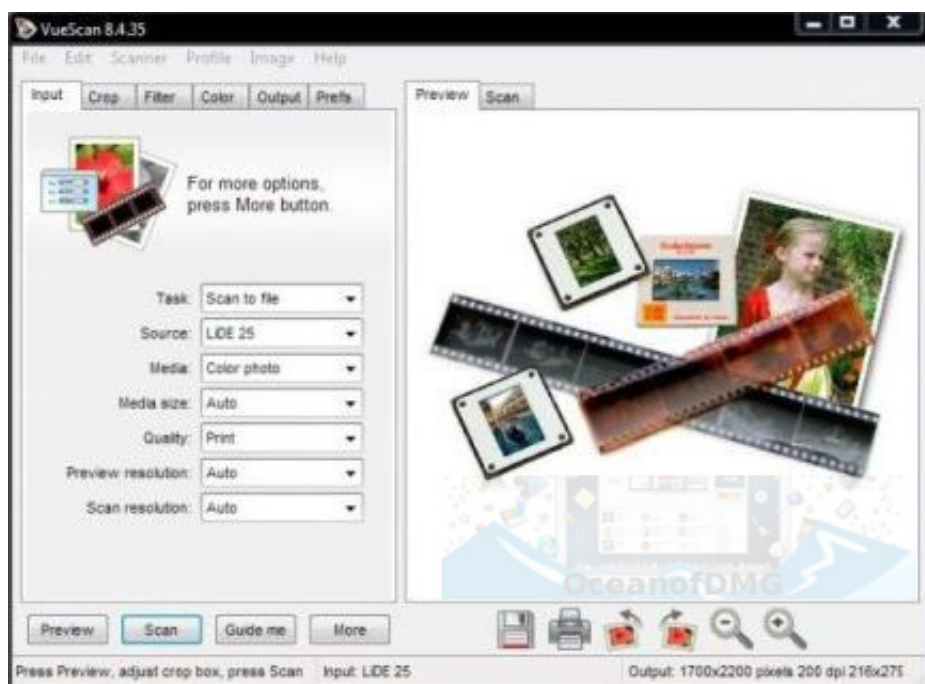 VueScan 8.4.35
File Edit Scanner Profile Image Help
Input Crop Filter Color Output Prefs
Preview Scan
For more options,
press More button.
Task: Scan to file
Source: LiDE 25
Media: Color photo
Media size: Auto
Quality: Print
Preview resolution: Auto
Scan resolution: Auto
OceanofDMG
Preview Scan Guide me More
Press Preview, adjust crop box, press Scan Input: LiDE 25 Output: 1700x2200 pixels 200 dpi 216x275